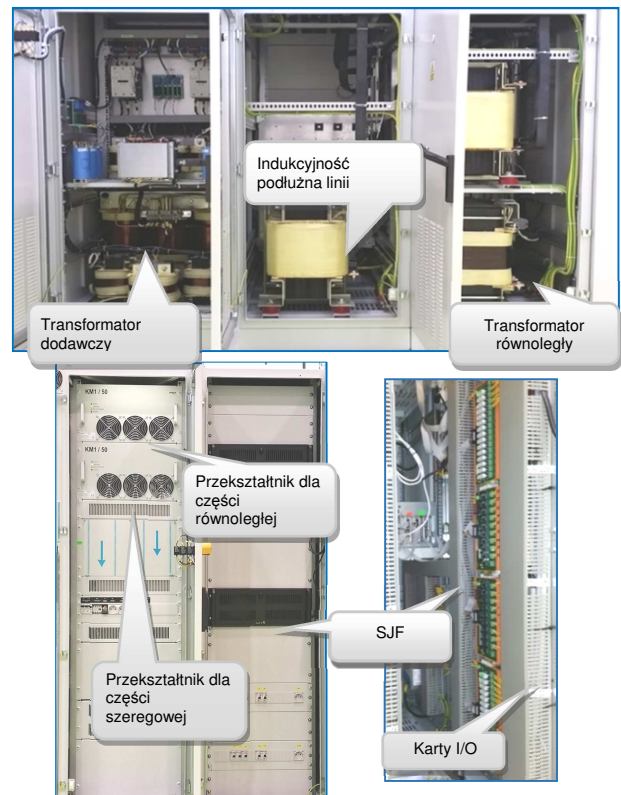 Indukcyjność
podłużna linii
Transformator
dodawczy
Transformator
równoległy
KM1 / 50
KM1 / 50
Przekształtnik dla
części
równoległej
SJF
Przekształtnik dla
części
szeregowej
Karty I/O